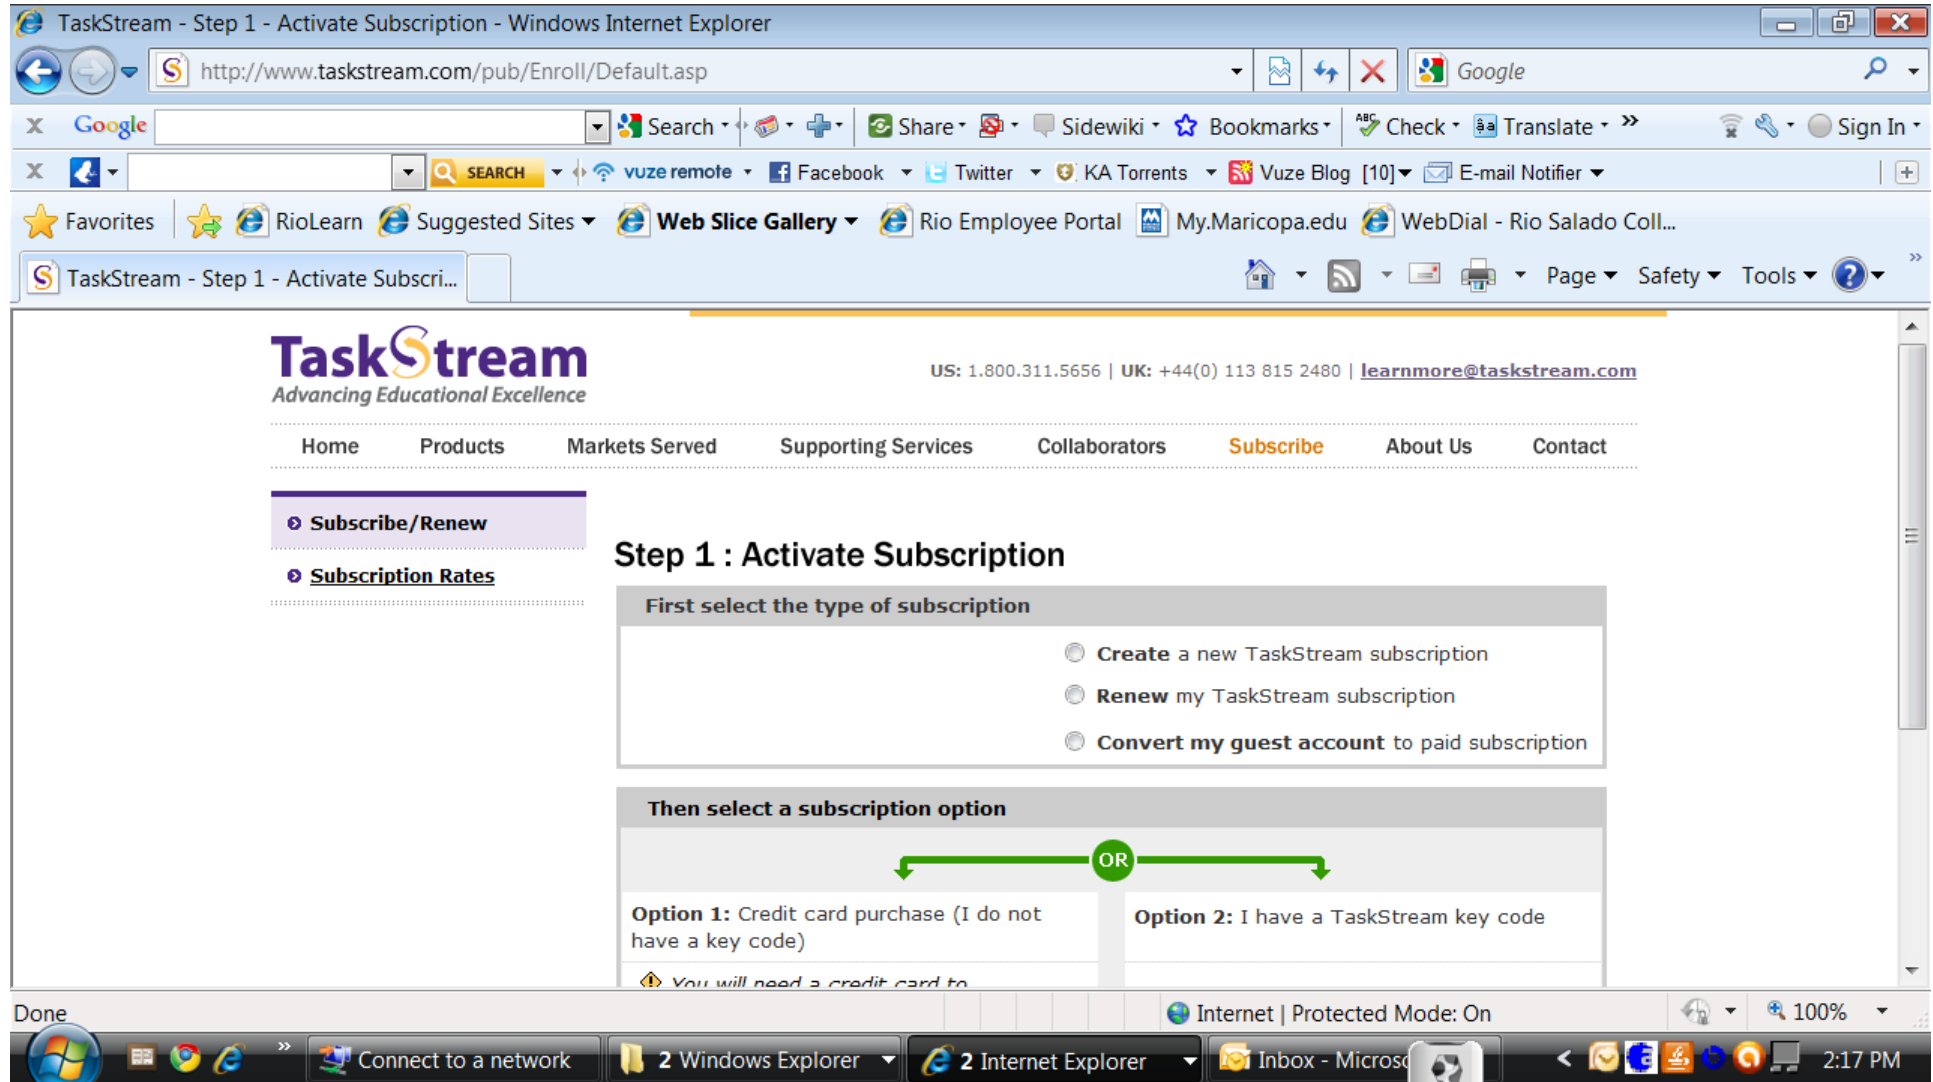 TaskStream - Step 1 - Activate Subscription - Windows Internet Explorer
http://www.taskstream.com/pub/Enroll/Default.asp
Google
X Google Search Share Sidewiki Bookmarks ABC Check Translate » Sign In
X SEARCH vuze remote Facebook Twitter KA Torrents Vuze Blog [10] E-mail Notifier
Favorites RioLearn Suggested Sites Web Slice Gallery Rio Employee Portal My.Maricopa.edu WebDial - Rio Salado Coll...
TaskStream - Step 1 - Activate Subscri... Page Safety Tools »
TaskStream
Advancing Educational Excellence
US: 1.800.311.5656 | UK: +44(0) 113 815 2480 | learnmore@taskstream.com
Home Products Markets Served Supporting Services Collaborators Subscribe About Us Contact
Subscribe/Renew
Subscription Rates
Step 1 : Activate Subscription
First select the type of subscription
Create a new TaskStream subscription
Renew my TaskStream subscription
Convert my guest account to paid subscription
Then select a subscription option
OR
Option 1: Credit card purchase (I do not
have a key code)
Option 2: I have a TaskStream key code
You will need a credit card to
Done Internet | Protected Mode: On 100%
» Connect to a network 2 Windows Explorer 2 Internet Explorer Inbox - Microso < 2:17 PM